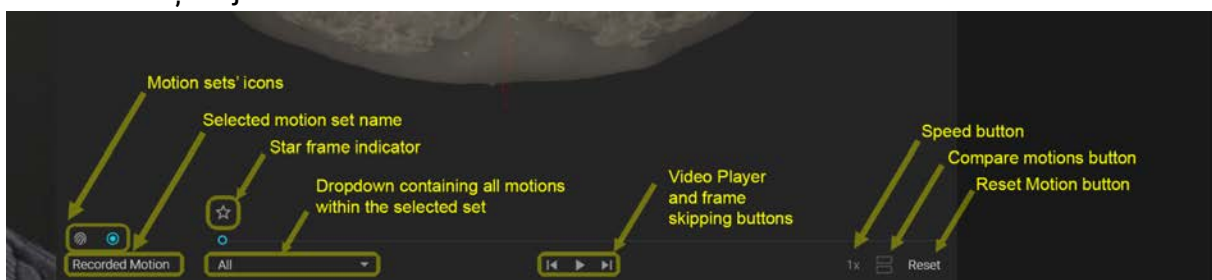 Motion sets' icons
Selected motion set name
Star frame indicator
Dropdown containing all motions
within the selected set
Video Player
and frame
skipping buttons
Speed button
Compare motions button
Reset Motion button
Recorded Motion
All
1x
Reset